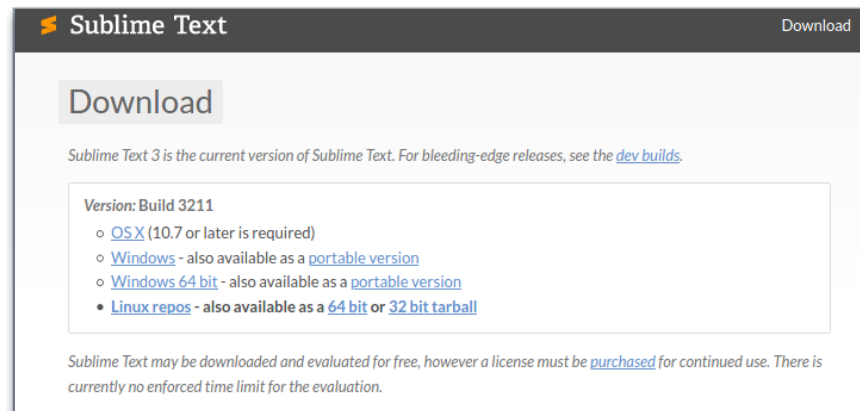 Sublime Text
Download
Download
Sublime Text 3 is the current version of Sublime Text. For bleeding-edge releases, see the dev builds.
Version: Build 3211
OS X (10.7 or later is required)
Windows - also available as a portable version
Windows 64 bit - also available as a portable version
Linux repos - also available as a 64 bit or 32 bit tarball
Sublime Text may be downloaded and evaluated for free, however a license must be purchased for continued use. There is
currently no enforced time limit for the evaluation.